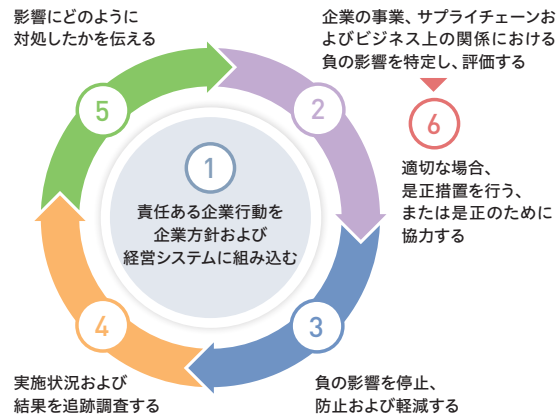 1
責任ある企業行動を
企業方針および
経営システムに組み込む
2
企業の事業、サプライチェーンお
よびビジネス上の関係における
負の影響を特定し、評価する
3
負の影響を停止、
防止および軽減する
4
実施状況および
結果を追跡調査する
5
影響にどのように
対処したかを伝える
6
適切な場合、
是正措置を行う、
または是正のために
協力する